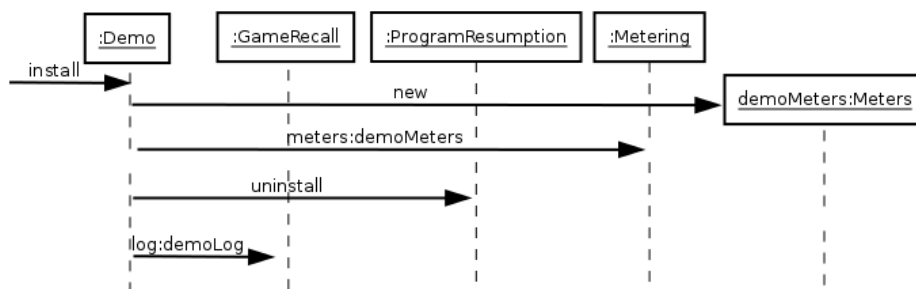 :Demo
:GameRecall
:ProgramResumption
:Metering
install
new
demoMeters:Meters
meters:demoMeters
uninstall
log:demoLog